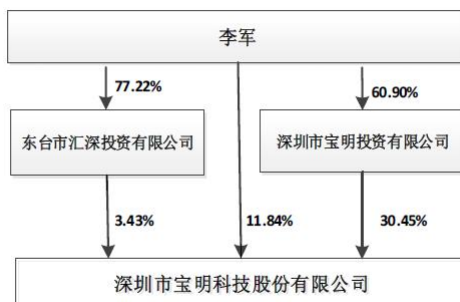 李军
77.22%
60.90%
东台市汇深投资有限公司
深圳市宝明投资有限公司
3.43%
11.84%
30.45%
深圳市宝明科技股份有限公司